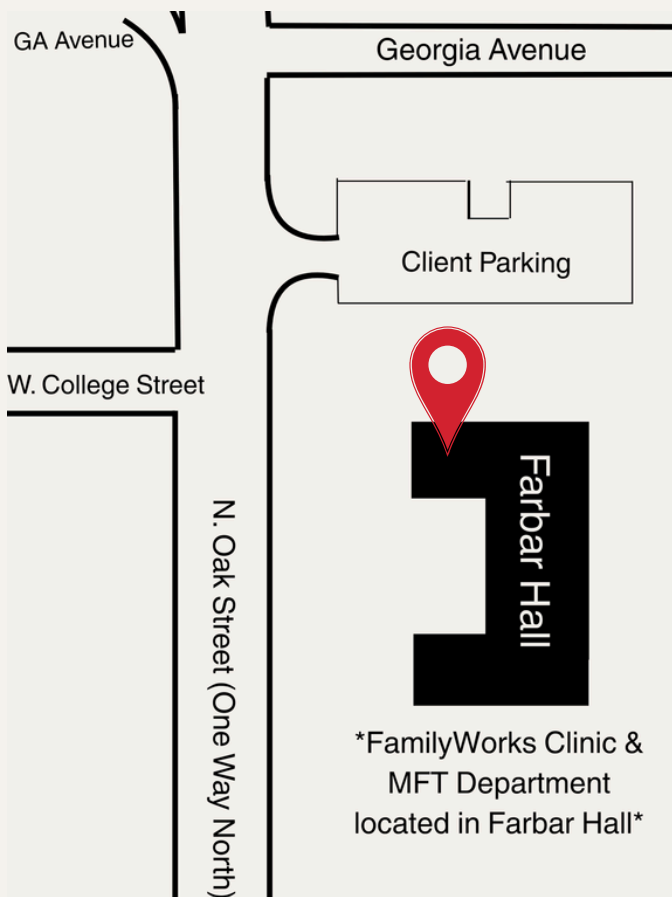 GA Avenue
Georgia Avenue
Client Parking
W. College Street
N. Oak Street (One Way North)
Farbar Hall
*FamilyWorks Clinic &
MFT Department
located in Farbar Hall*